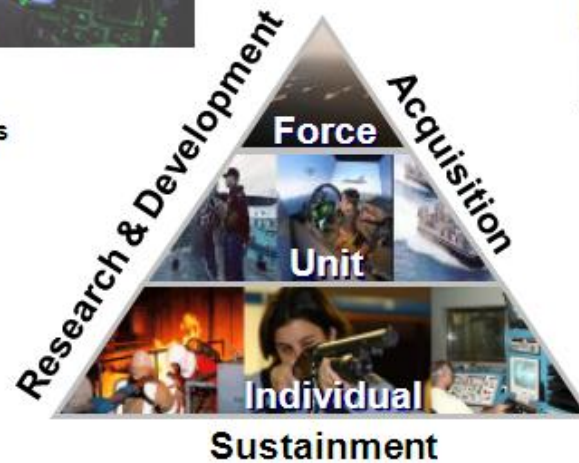 Research & Development
Acquisition
Force
Unit
Individual
Sustainment